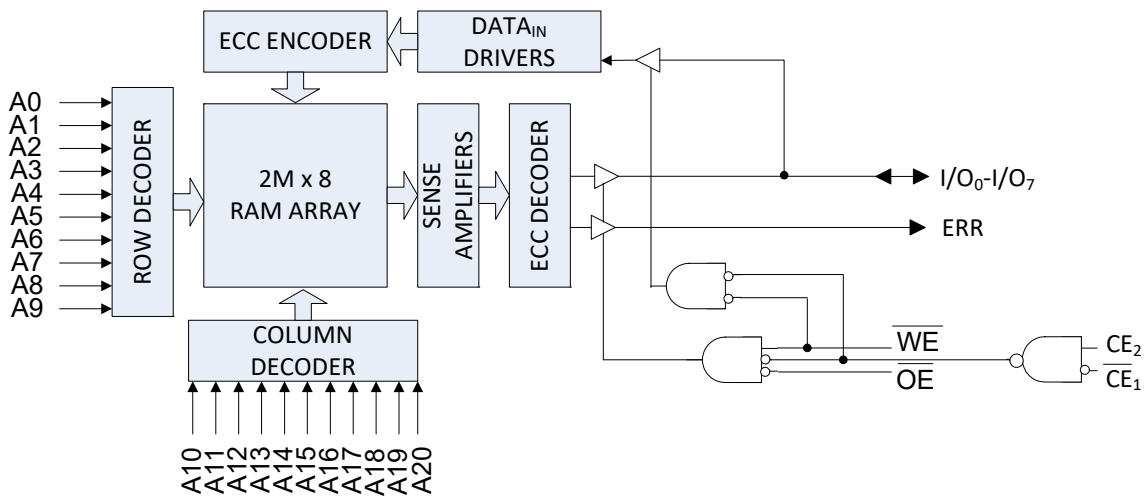 ECC ENCODER
DATAIN
DRIVERS
A0
A1
A2
A3
A4
A5
A6
A7
A8
A9
ROW DECODER
2M x 8
RAM ARRAY
SENSE
AMPLIFIERS
ECC DECODER
I/O0-I/O7
ERR
COLUMN
DECODER
WE
OE
CE2
CE1
A10
A11
A12
A13
A14
A15
A16
A17
A18
A19
A20